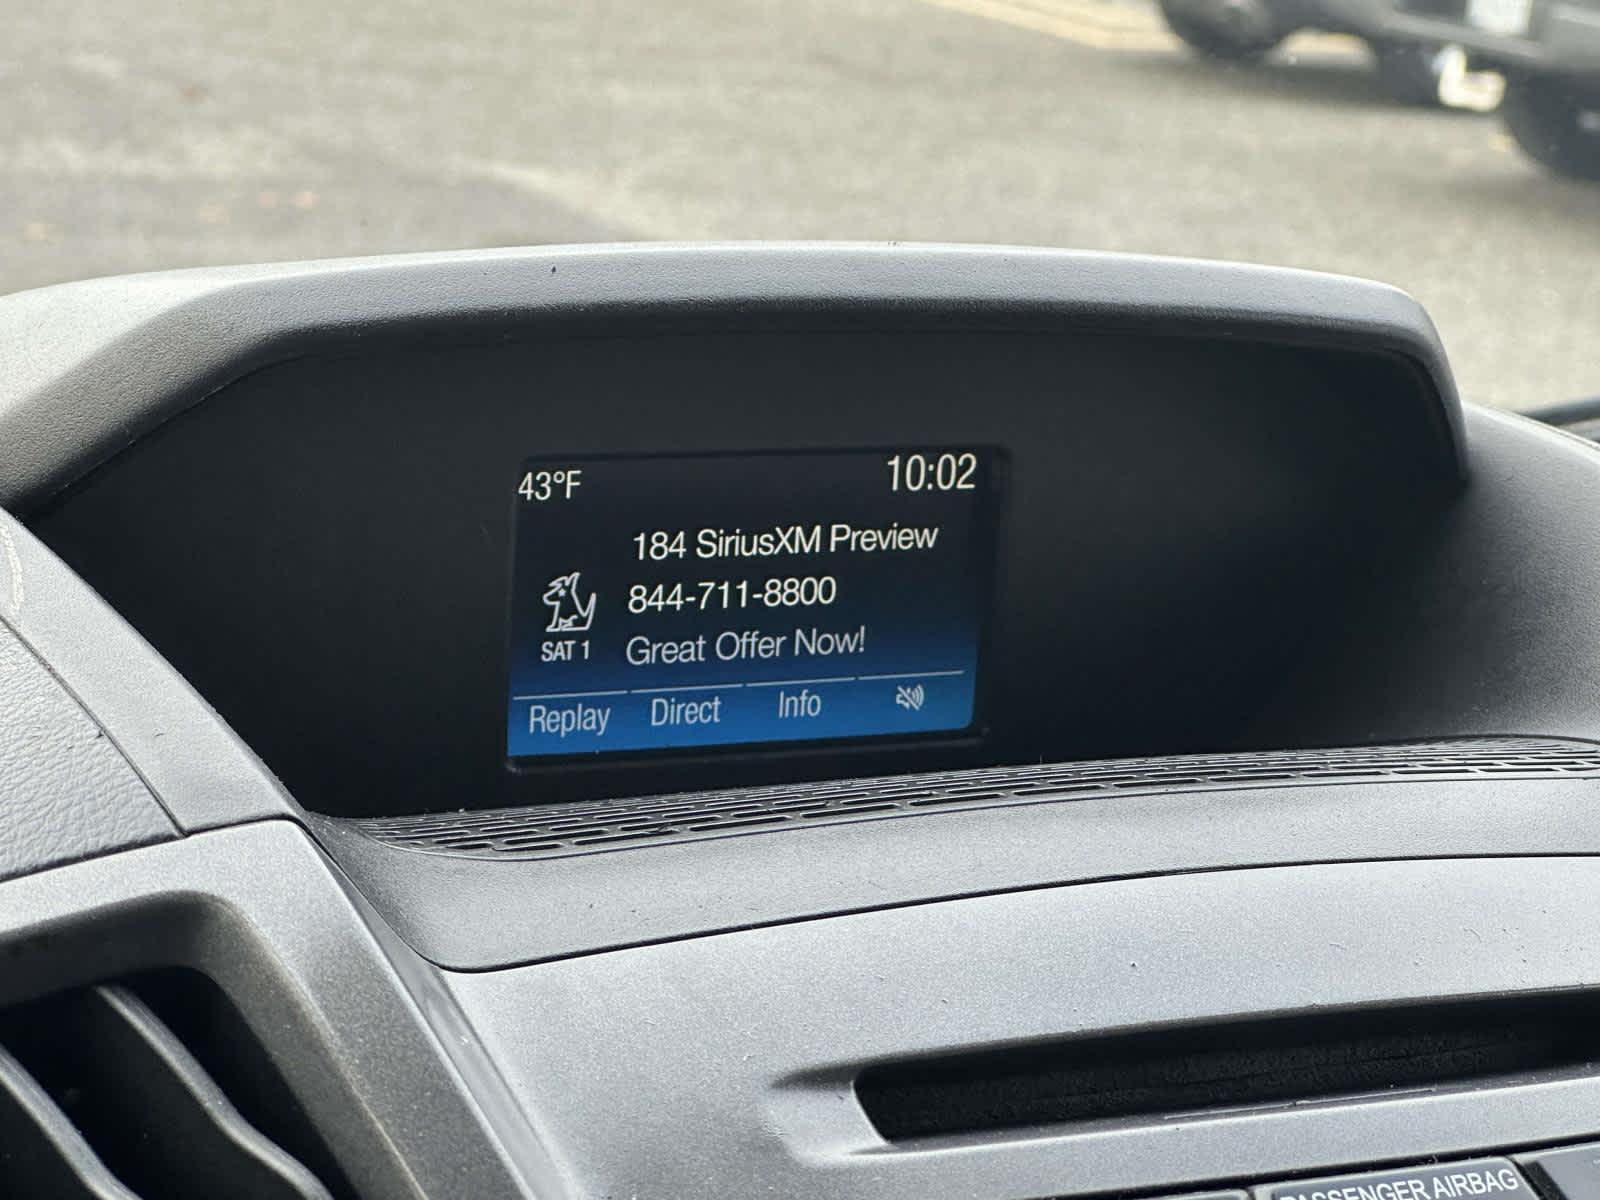 43°F 10:02
184 SiriusXM Preview
844-711-8800
SAT 1 Great Offer Now!
Replay Direct Info
PASSENGER AIRBAG